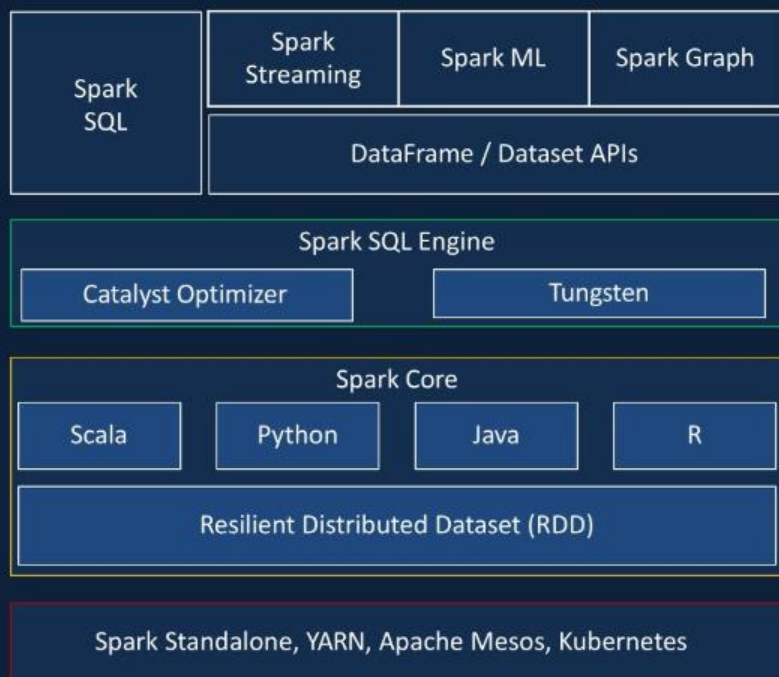 Spark
SQL
Spark
Streaming
Spark ML
Spark Graph
DataFrame / Dataset APIs
Spark SQL Engine
Catalyst Optimizer
Tungsten
Spark Core
Scala
Python
Java
R
Resilient Distributed Dataset (RDD)
Spark Standalone, YARN, Apache Mesos, Kubernetes